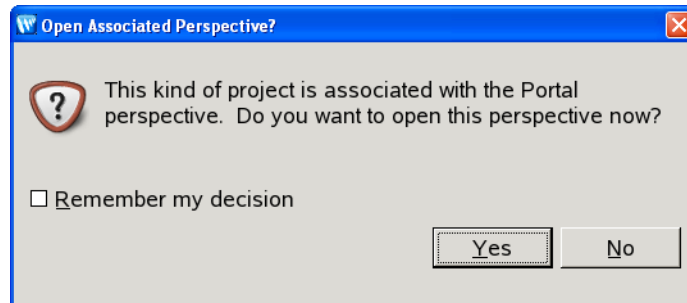 Open Associated Perspective?
This kind of project is associated with the Portal
perspective. Do you want to open this perspective now?
Remember my decision
Yes No